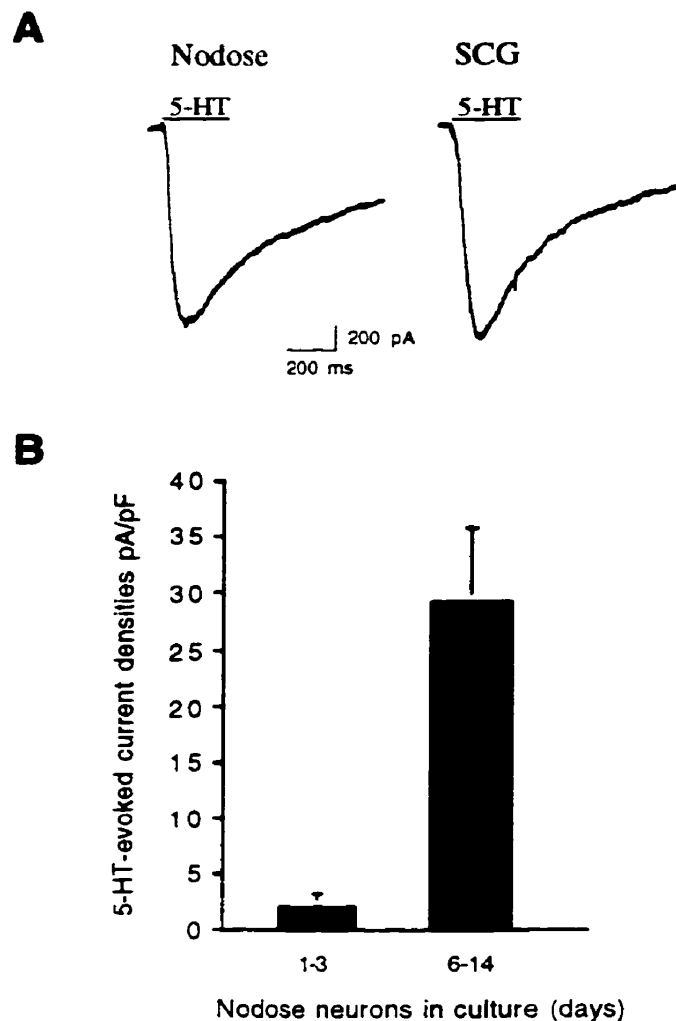 A
Nodose SCG
5-HT 5-HT
200 pA
200 ms
B
5-HT-evoked current densities pA/pF
40
35
30
25
20
15
10
5
0
1-3 6-14
Nodose neurons in culture (days)